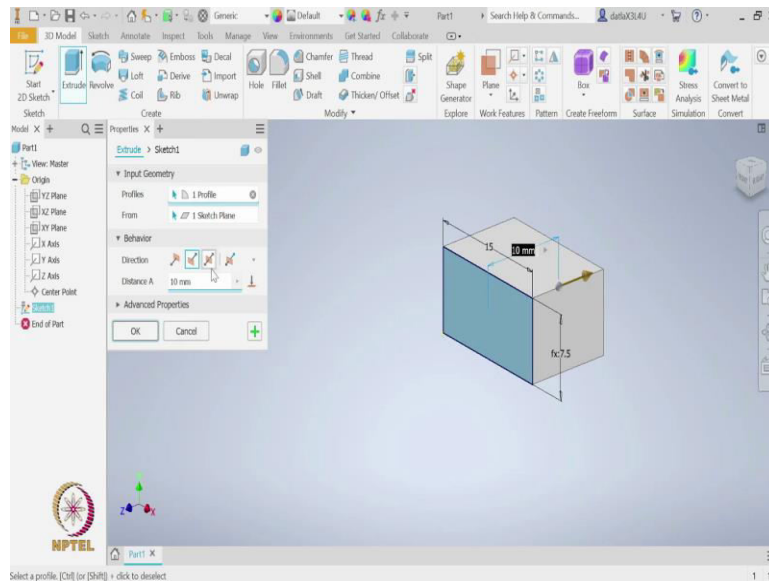 Generic
Default
Part1
Search Help & Commands...
datlaX3L4U
File 3D Model Sketch Annotate Inspect Tools Manage View Environments Get Started Collaborate
Start
2D Sketch
Extrude
Revolve
Sweep
Emboss
Decal
Loft
Derive
Import
Coil
Rib
Unwrap
Hole
Fillet
Chamfer
Thread
Split
Shell
Combine
Draft
Thicken/ Offset
Shape
Generator
Plane
Box
Stress
Analysis
Convert to
Sheet Metal
Sketch
Create
Modify
Explore
Work Features
Pattern
Create Freeform
Surface
Simulation
Convert
Model X +
Properties X +
Part1
View: Master
Origin
YZ Plane
XZ Plane
XY Plane
X Axis
Y Axis
Z Axis
Center Point
Sketch1
End of Part
Extrude > Sketch1
Input Geometry
Profiles 1 Profile
From 1 Sketch Plane
Behavior
Direction
Distance A 10 mm
Advanced Properties
OK Cancel
15
10 mm
fx:7.5
Y
Z X
NPTEL
Part1 X
Select a profile. [Ctrl] (or [Shift]) + click to deselect
1